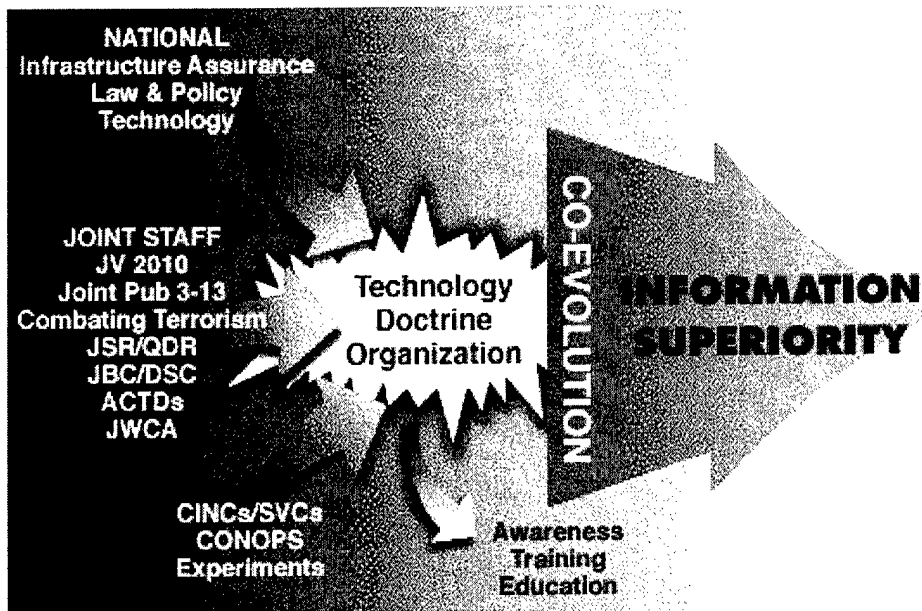 NATIONAL
Infrastructure Assurance
Law & Policy
Technology
JOINT STAFF
JV 2010
Joint Pub 3-13
Combating Terrorism
JSR/QDR
JBC/DSC
ACTDs
JWCA
CINCs/SVCs
CONOPS
Experiments
Technology
Doctrine
Organization
Awareness
Training
Education
CO-EVOLUTION
INFORMATION
SUPERIORITY